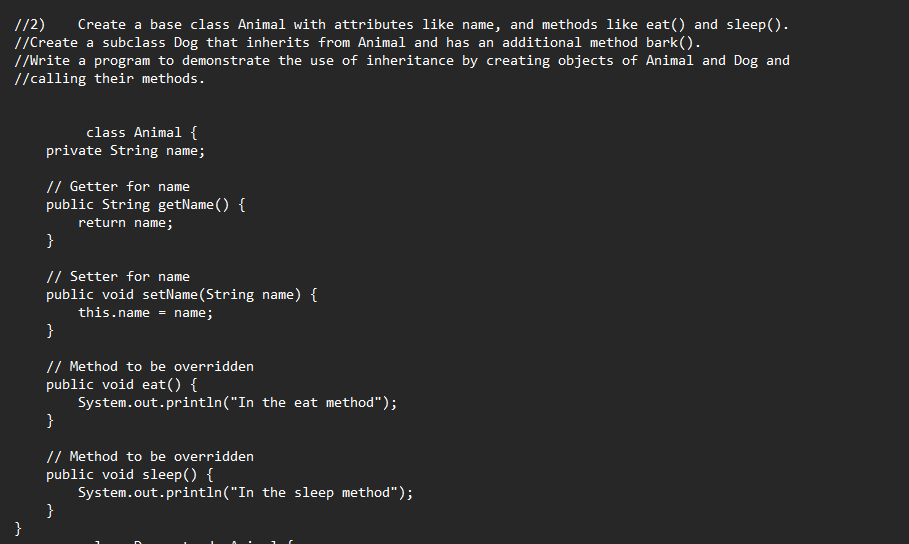 //2)    Create a base class Animal with attributes like name, and methods like eat() and sleep().
//Create a subclass Dog that inherits from Animal and has an additional method bark().
//Write a program to demonstrate the use of inheritance by creating objects of Animal and Dog and
//calling their methods.
class Animal {
private String name;
// Getter for name
public String getName() {
return name;
}
// Setter for name
public void setName(String name) {
this.name = name;
}
// Method to be overridden
public void eat() {
System.out.println("In the eat method");
}
// Method to be overridden
public void sleep() {
System.out.println("In the sleep method");
}
}